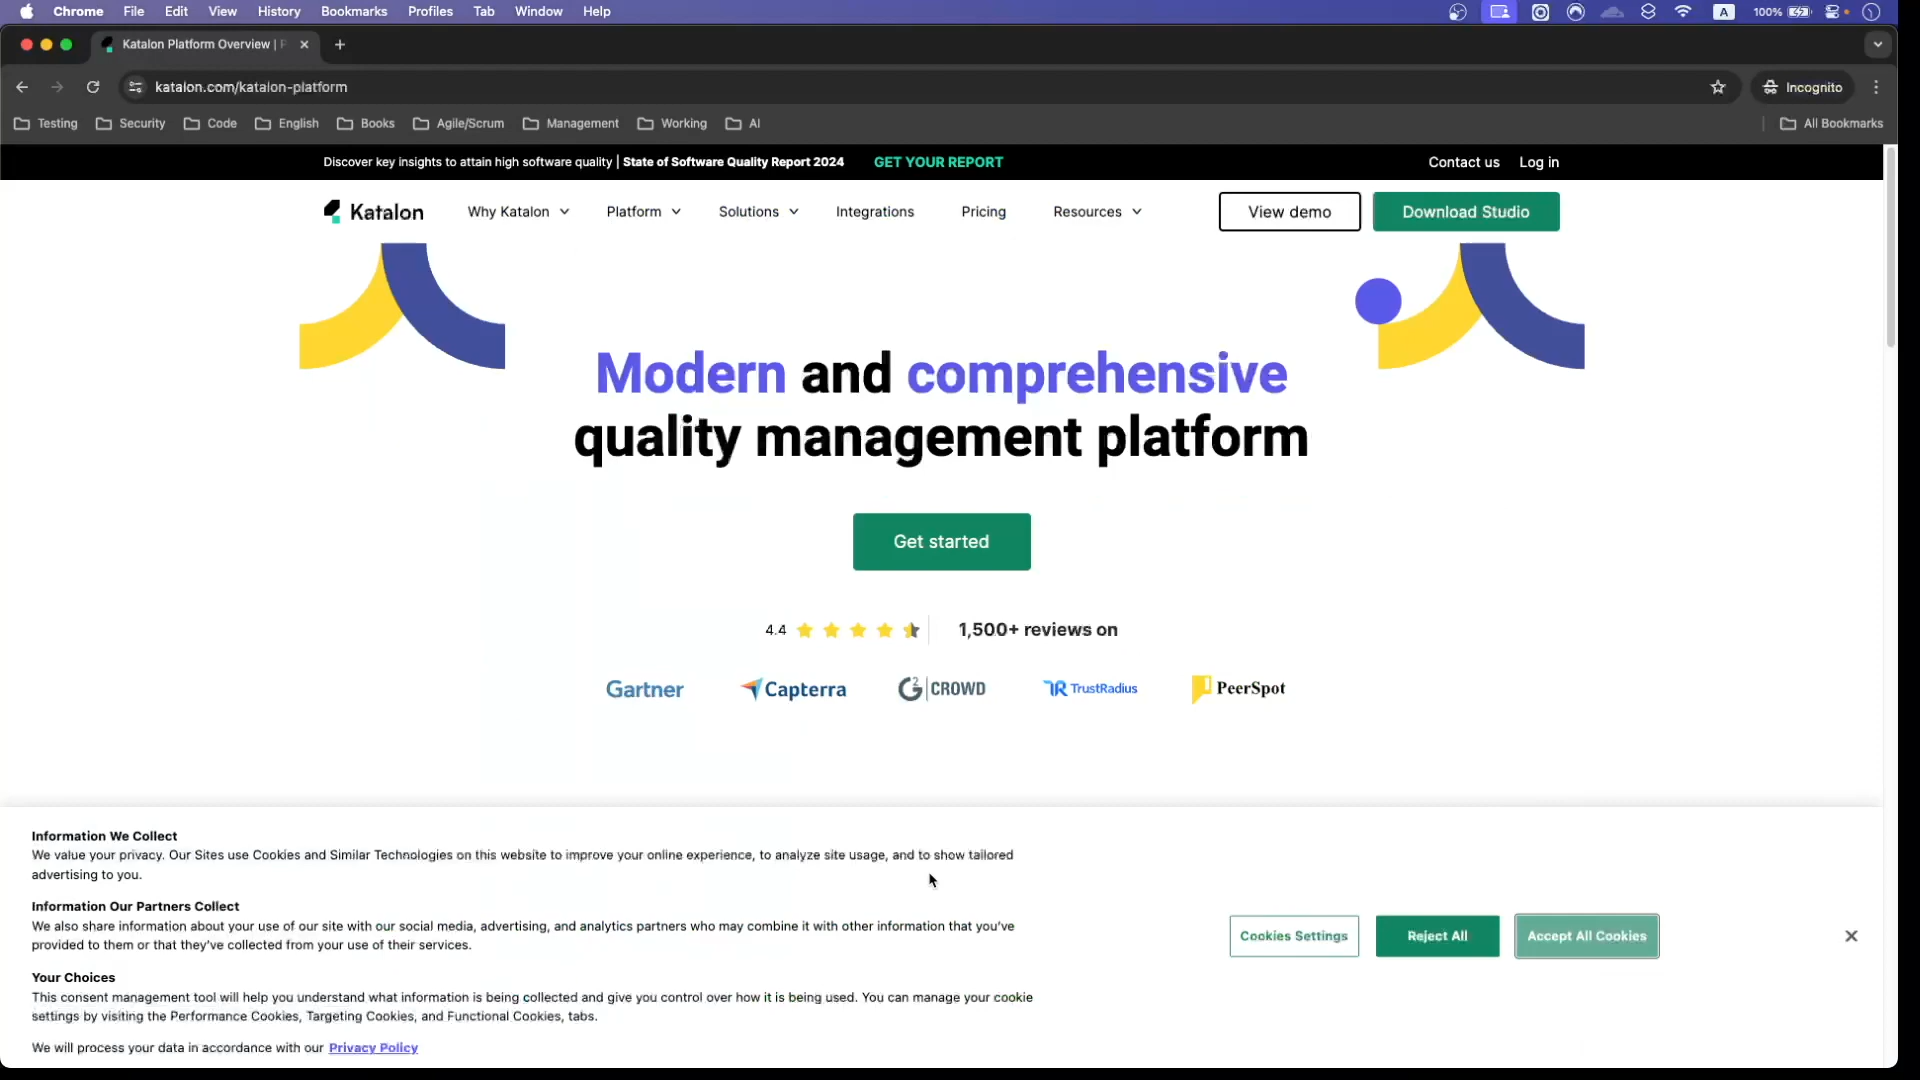 Chrome File Edit View History Bookmarks Profiles Tab Window Help A 100%
Katalon Platform Overview | P
katalon.com/katalon-platform Incognito
Testing Security Code English Books Agile/Scrum Management Working AI All Bookmarks
Discover key insights to attain high software quality | State of Software Quality Report 2024 GET YOUR REPORT Contact us Log in
Katalon Why Katalon Platform Solutions Integrations Pricing Resources View demo Download Studio
Modern and comprehensive
quality management platform
Get started
4.4 1,500+ reviews on
Gartner Capterra G2 CROWD TrustRadius PeerSpot
Information We Collect
We value your privacy. Our Sites use Cookies and Similar Technologies on this website to improve your online experience, to analyze site usage, and to show tailored
advertising to you.
Information Our Partners Collect
We also share information about your use of our site with our social media, advertising, and analytics partners who may combine it with other information that you've
provided to them or that they've collected from your use of their services.
Cookies Settings Reject All Accept All Cookies
Your Choices
This consent management tool will help you understand what information is being collected and give you control over how it is being used. You can manage your cookie
settings by visiting the Performance Cookies, Targeting Cookies, and Functional Cookies, tabs.
We will process your data in accordance with our Privacy Policy